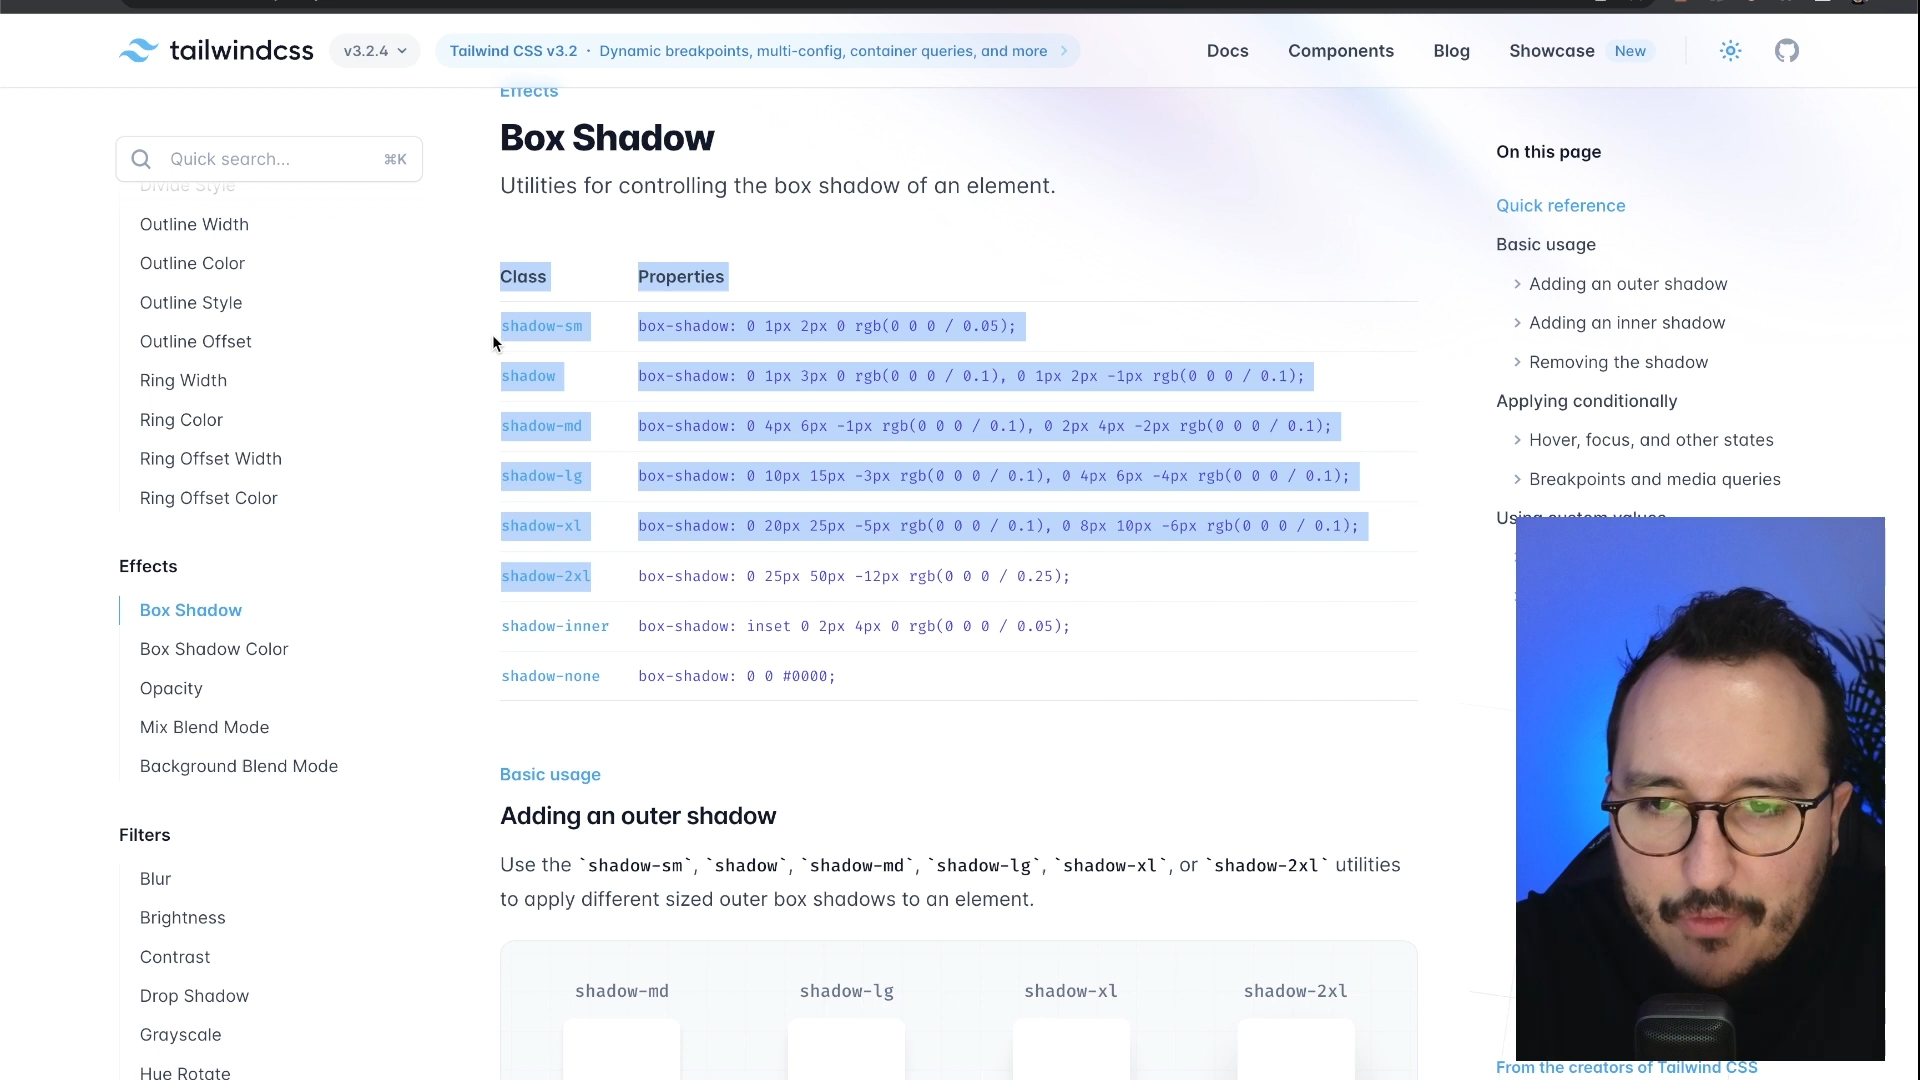 tailwindcss
v3.2.4
Tailwind CSS v3.2 · Dynamic breakpoints, multi-config, container queries, and more
Docs
Components
Blog
Showcase
New
Quick search...
⌘K
Divide Style
Outline Width
Outline Color
Outline Style
Outline Offset
Ring Width
Ring Color
Ring Offset Width
Ring Offset Color
Effects
Box Shadow
Box Shadow Color
Opacity
Mix Blend Mode
Background Blend Mode
Filters
Blur
Brightness
Contrast
Drop Shadow
Grayscale
Hue Rotate
Effects
Box Shadow
Utilities for controlling the box shadow of an element.
Class Properties
shadow-sm box-shadow: 0 1px 2px 0 rgb(0 0 0 / 0.05);
shadow box-shadow: 0 1px 3px 0 rgb(0 0 0 / 0.1), 0 1px 2px -1px rgb(0 0 0 / 0.1);
shadow-md box-shadow: 0 4px 6px -1px rgb(0 0 0 / 0.1), 0 2px 4px -2px rgb(0 0 0 / 0.1);
shadow-lg box-shadow: 0 10px 15px -3px rgb(0 0 0 / 0.1), 0 4px 6px -4px rgb(0 0 0 / 0.1);
shadow-xl box-shadow: 0 20px 25px -5px rgb(0 0 0 / 0.1), 0 8px 10px -6px rgb(0 0 0 / 0.1);
shadow-2xl box-shadow: 0 25px 50px -12px rgb(0 0 0 / 0.25);
shadow-inner box-shadow: inset 0 2px 4px 0 rgb(0 0 0 / 0.05);
shadow-none box-shadow: 0 0 #0000;
Basic usage
Adding an outer shadow
Use the `shadow-sm`, `shadow`, `shadow-md`, `shadow-lg`, `shadow-xl`, or `shadow-2xl` utilities
to apply different sized outer box shadows to an element.
shadow-md shadow-lg shadow-xl shadow-2xl
On this page
Quick reference
Basic usage
Adding an outer shadow
Adding an inner shadow
Removing the shadow
Applying conditionally
Hover, focus, and other states
Breakpoints and media queries
Using custom values
From the creators of Tailwind CSS